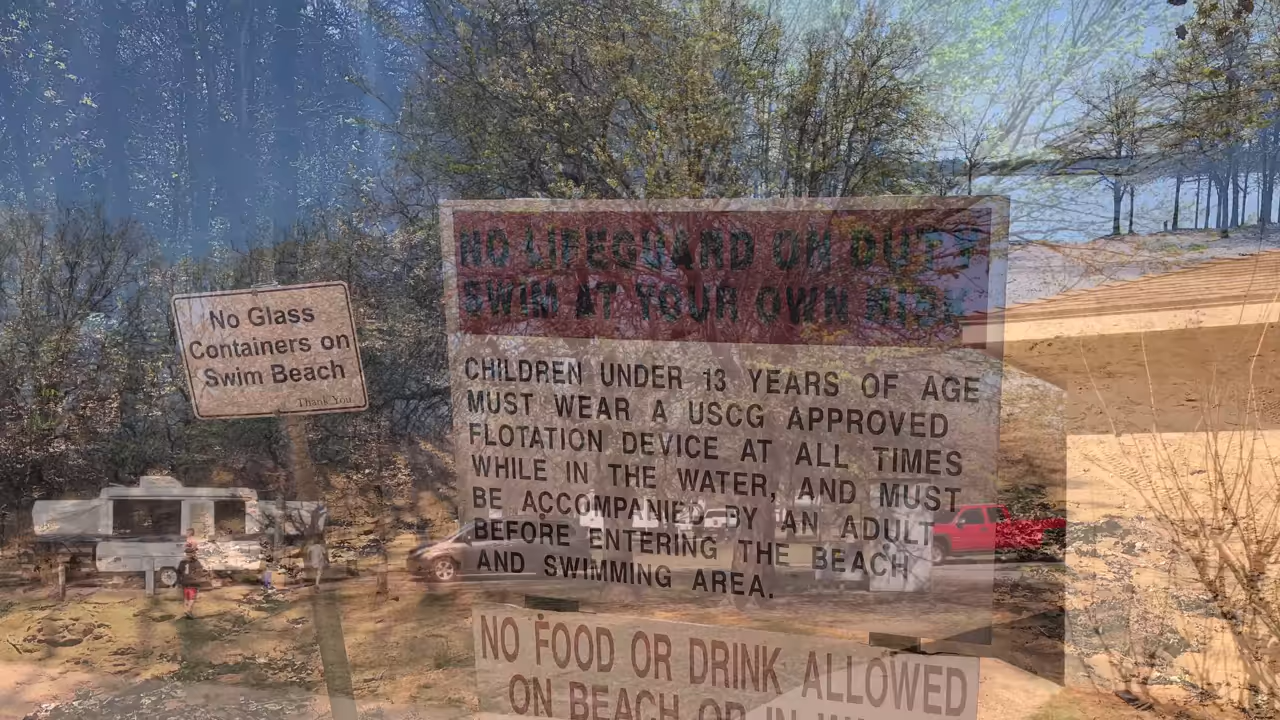 No Glass
Containers on
Swim Beach
Thank You
NO LIFEGUARD ON DUTY
SWIM AT YOUR OWN RISK
CHILDREN UNDER 13 YEARS OF AGE
MUST WEAR A USCG APPROVED
FLOTATION DEVICE AT ALL TIMES
WHILE IN THE WATER, AND MUST
BE ACCOMPANIED BY AN ADULT
BEFORE ENTERING THE BEACH
AND SWIMMING AREA.
NO FOOD OR DRINK ALLOWED
ON BEACH OR IN